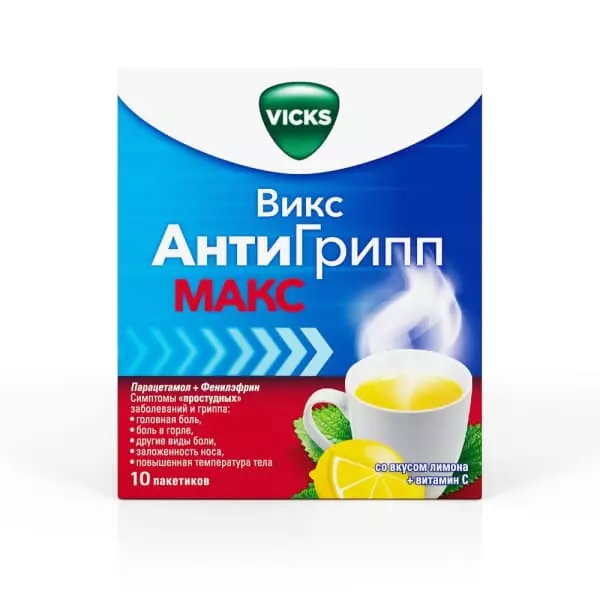 VICKS
Викс
АнтиГрипп
МАКС
Парацетамол + Фенилэфрин
Симптомы «простудных»
заболеваний и гриппа:
• головная боль,
• боль в горле,
• другие виды боли,
• заложенность носа,
• повышенная температура тела
10 пакетиков
со вкусом лимона
+ витамин С